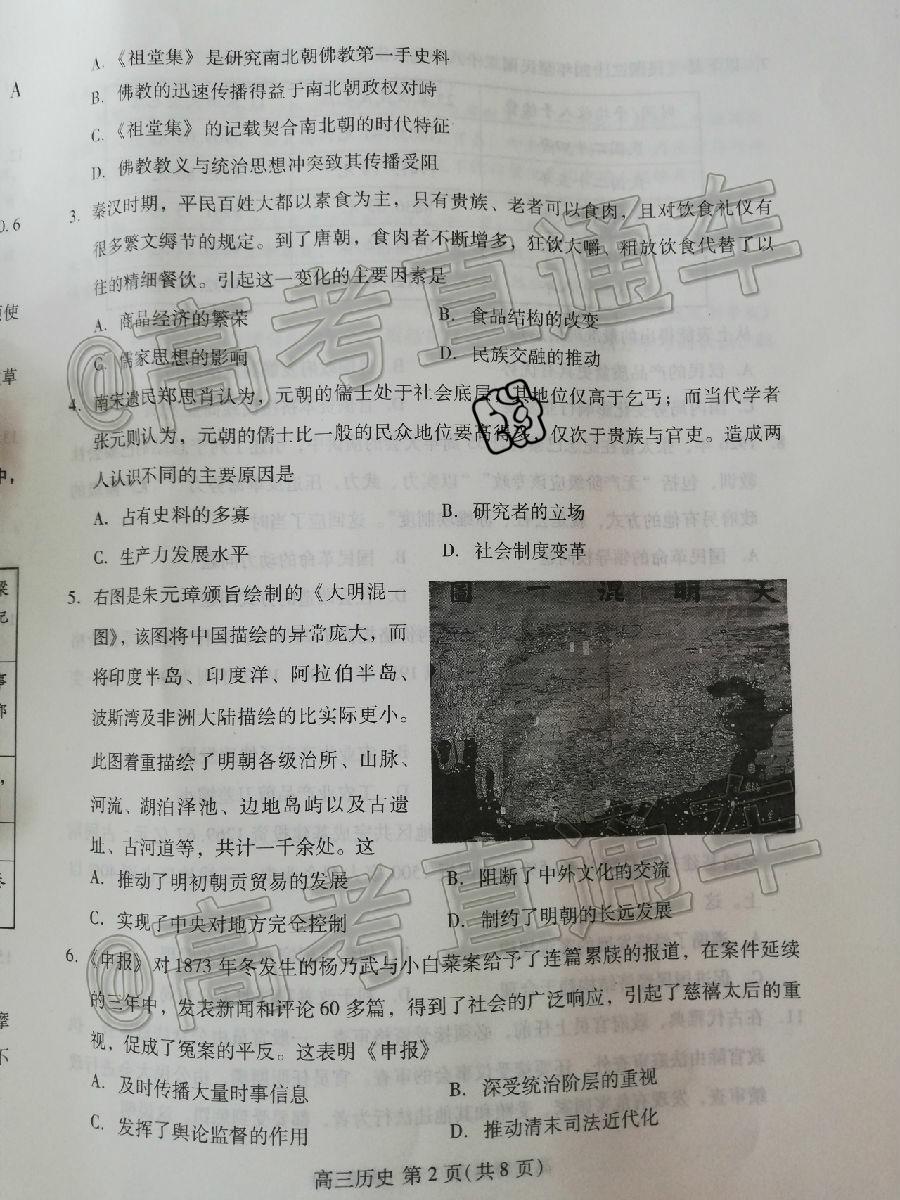 A.《祖堂集》是研究南北朝佛教第一手史料
A
B. 佛教的迅速传播得益于南北朝政权对峙
C.《祖堂集》的记载契合南北朝的时代特征
D. 佛教教义与统治思想冲突致其传播受阻
3. 秦汉时期，平民百姓大都以素食为主，只有贵族、老者可以食肉，且对饮食礼仪有
很多繁文缛节的规定。到了唐朝，食肉者不断增多，狂饮大嚼、粗放饮食代替了以
往的精细餐饮。引起这一变化的主要因素是
A. 商品经济的繁荣
B. 食品结构的改变
C. 儒家思想的影响
D. 民族交融的推动
4. 南宋遗民郑思肖认为，元朝的儒士处于社会底层，其地位仅高于乞丐；而当代学者
张元则认为，元朝的儒士比一般的民众地位要高得多，仅次于贵族与官吏。造成两
人认识不同的主要原因是
A. 占有史料的多寡
B. 研究者的立场
C. 生产力发展水平
D. 社会制度变革
5. 右图是朱元璋颁旨绘制的《大明混一
图》，该图将中国描绘的异常庞大，而
将印度半岛、印度洋、阿拉伯半岛、
波斯湾及非洲大陆描绘的比实际更小。
此图着重描绘了明朝各级治所、山脉、
河流、湖泊泽池、边地岛屿以及古遗
址、古河道等，共计一千余处。这
图一混明大
A. 推动了明初朝贡贸易的发展
B. 阻断了中外文化的交流
C. 实现了中央对地方完全控制
D. 制约了明朝的长远发展
6.《申报》对1873年冬发生的杨乃武与小白菜案给予了连篇累牍的报道，在案件延续
的三年中，发表新闻和评论60多篇，得到了社会的广泛响应，引起了慈禧太后的重
视，促成了冤案的平反。这表明《申报》
A. 及时传播大量时事信息
B. 深受统治阶层的重视
C. 发挥了舆论监督的作用
D. 推动清末司法近代化
高三历史 第2页(共8页)
@高考直通车
@高考直通车